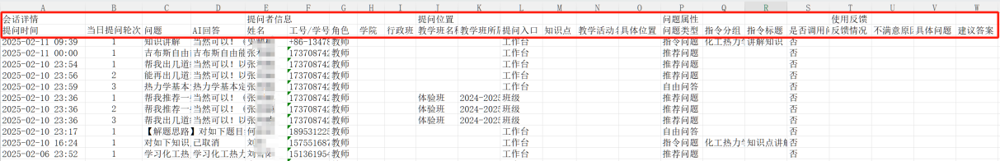 A B C D E F G H I J K L M N O P Q R S T U V W
会话详情 提问者信息 提问位置 问题属性 使用反馈
提问时间 当日提问轮次 问题 AI回答 姓名 工号/学号 角色 学院 行政班 教学班名称 教学班所属 提问入口 知识点 教学活动名 具体位置 问题类型 指令分组 指令标题 是否调用 反馈情况 不满意原因 具体问题 建议答案
2025-02-11 09:39 1 知识讲解 当然可以！ +86-13478 教师 工作台 指令问题 化工热力学 讲解知识 否
2025-02-11 00:00 1 吉布斯自由 吉布斯自由能 张 173708742 教师 工作台 推荐问题 否
2025-02-10 23:54 1 帮我出几道 当然可以！以 张 173708742 教师 工作台 推荐问题 否
2025-02-10 23:56 2 能再出几道 当然可以！以 张 173708742 教师 工作台 推荐问题 否
2025-02-10 23:59 3 热力学基本 热力学基本定 张 173708742 教师 工作台 自由问答 否
2025-02-10 23:36 1 帮我推荐一 当然可以！ 张 173708742 教师 体验班 2024-2025 班级 推荐问题 否
2025-02-10 23:36 2 帮我推荐一 当然可以！ 张 173708742 教师 体验班 2024-2025 班级 推荐问题 否
2025-02-10 23:36 3 帮我出几道 当然可以！ 张 173708742 教师 体验班 2024-2025 班级 推荐问题 否
2025-02-10 23:17 1 【解题思路】 对如下题目 何 189531225 教师 工作台 自由问答 否
2025-02-10 16:24 1 对如下知识 已取消 刘 157551687 教师 工作台 指令问题 化工热力学 知识点讲解 否
2025-02-06 23:52 1 学习化工热 学习化工热力 刘 151361954 教师 工作台 推荐问题 否